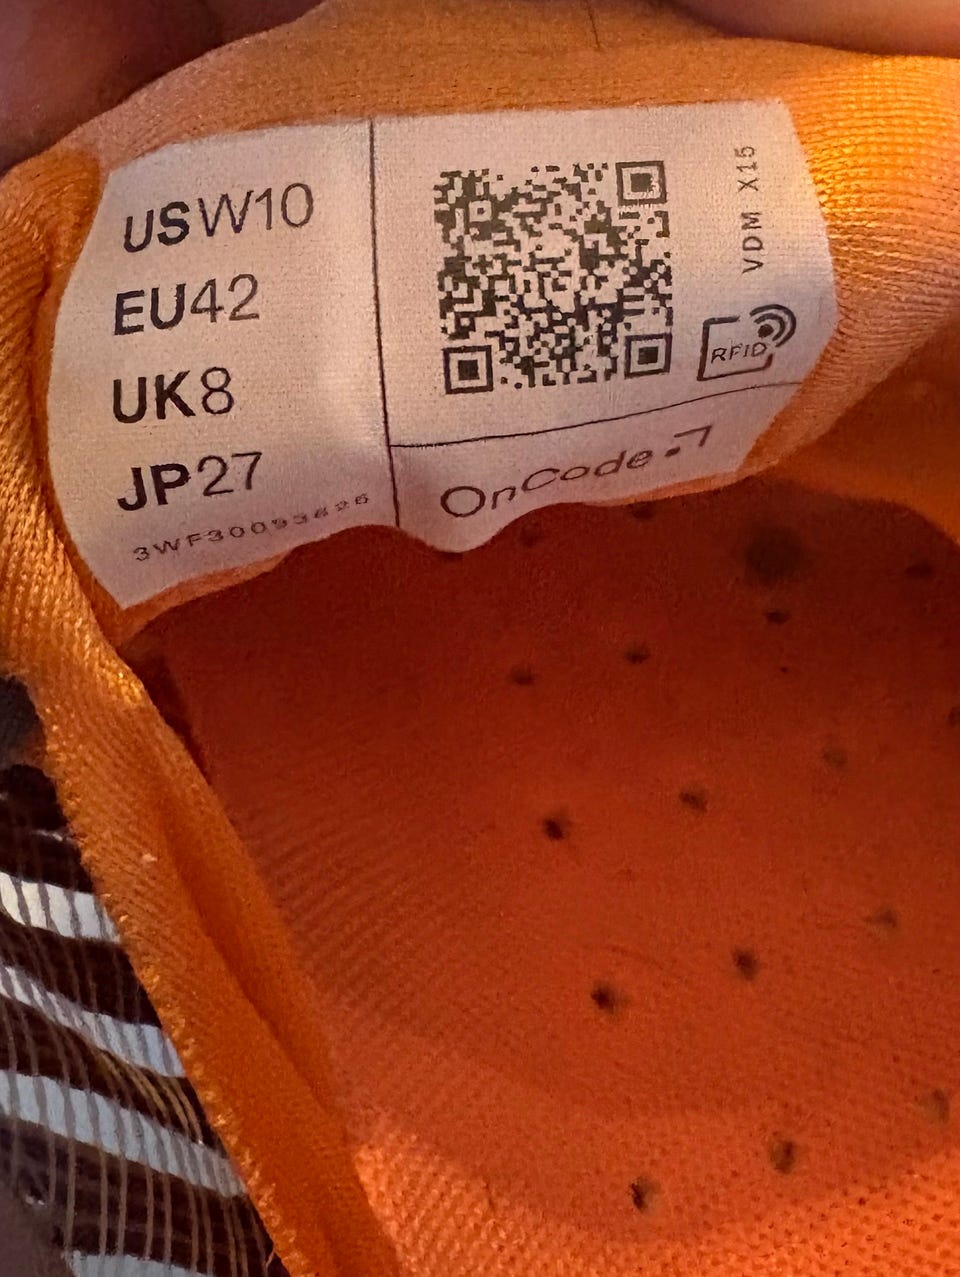 USW10
EU42
UK8
JP27
VDM X15
RFID
OnCode